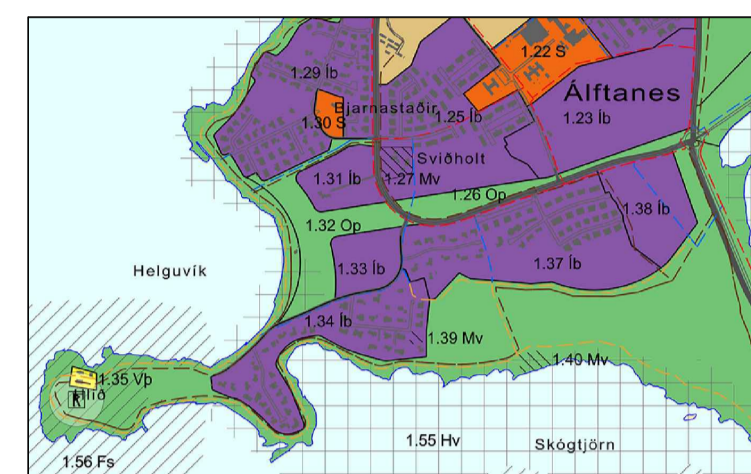 1.22 S
1.29 Íb
Álftanes
Bjarnastaðir
1.30 S
1.25 Íb
1.23 Íb
Sviðholt
1.31 Íb
1.27 Mv
1.26 Op
1.38 Íb
1.32 Op
Helguvík
1.33 Íb
1.37 Íb
1.34 Íb
1.39 Mv
1.40 Mv
1.35 Vþ
Hlið
1.55 Hv
Skógtjörn
1.56 Fs